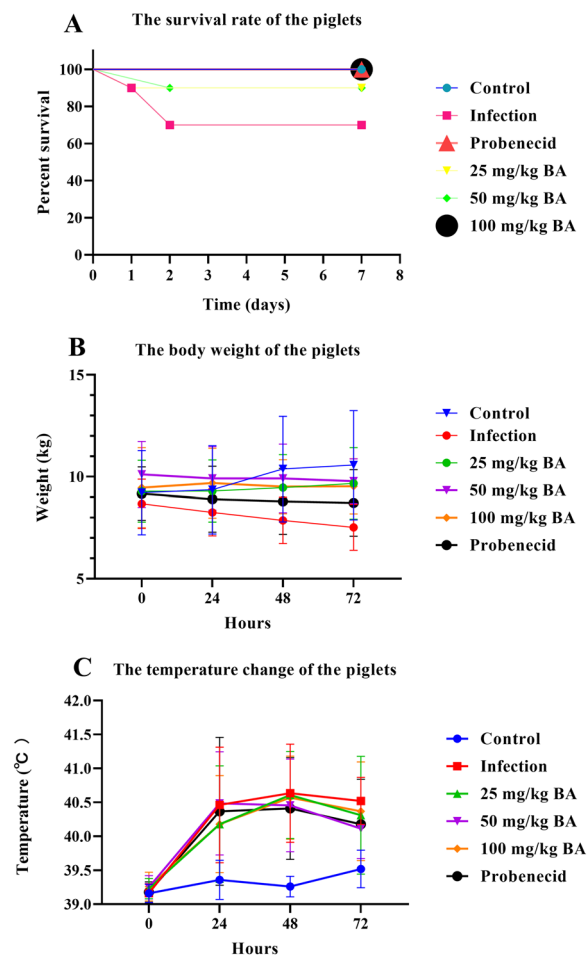 A
The survival rate of the piglets
Percent survival
100
80
60
40
20
0
0 1 2 3 4 5 6 7 8
Time (days)
Control
Infection
Probenecid
25 mg/kg BA
50 mg/kg BA
100 mg/kg BA
B
The body weight of the piglets
Weight (kg)
15
10
5
0 24 48 72
Hours
Control
Infection
25 mg/kg BA
50 mg/kg BA
100 mg/kg BA
Probenecid
C
The temperature change of the piglets
Temperature (℃)
42.0
41.5
41.0
40.5
40.0
39.5
39.0
0 24 48 72
Hours
Control
Infection
25 mg/kg BA
50 mg/kg BA
100 mg/kg BA
Probenecid